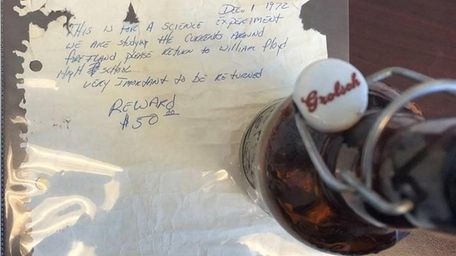 DEC 1 1972
THIS IS FOR A SCIENCE EXPERIMENT
WE ARE STUDYING THE CURRENTS AROUND
PLEASE RETURN TO WILLIAM FLOYD
HIGH SCHOOL
VERY IMPORTANT TO BE RETURNED
REWARD
$50.00
Grolsch